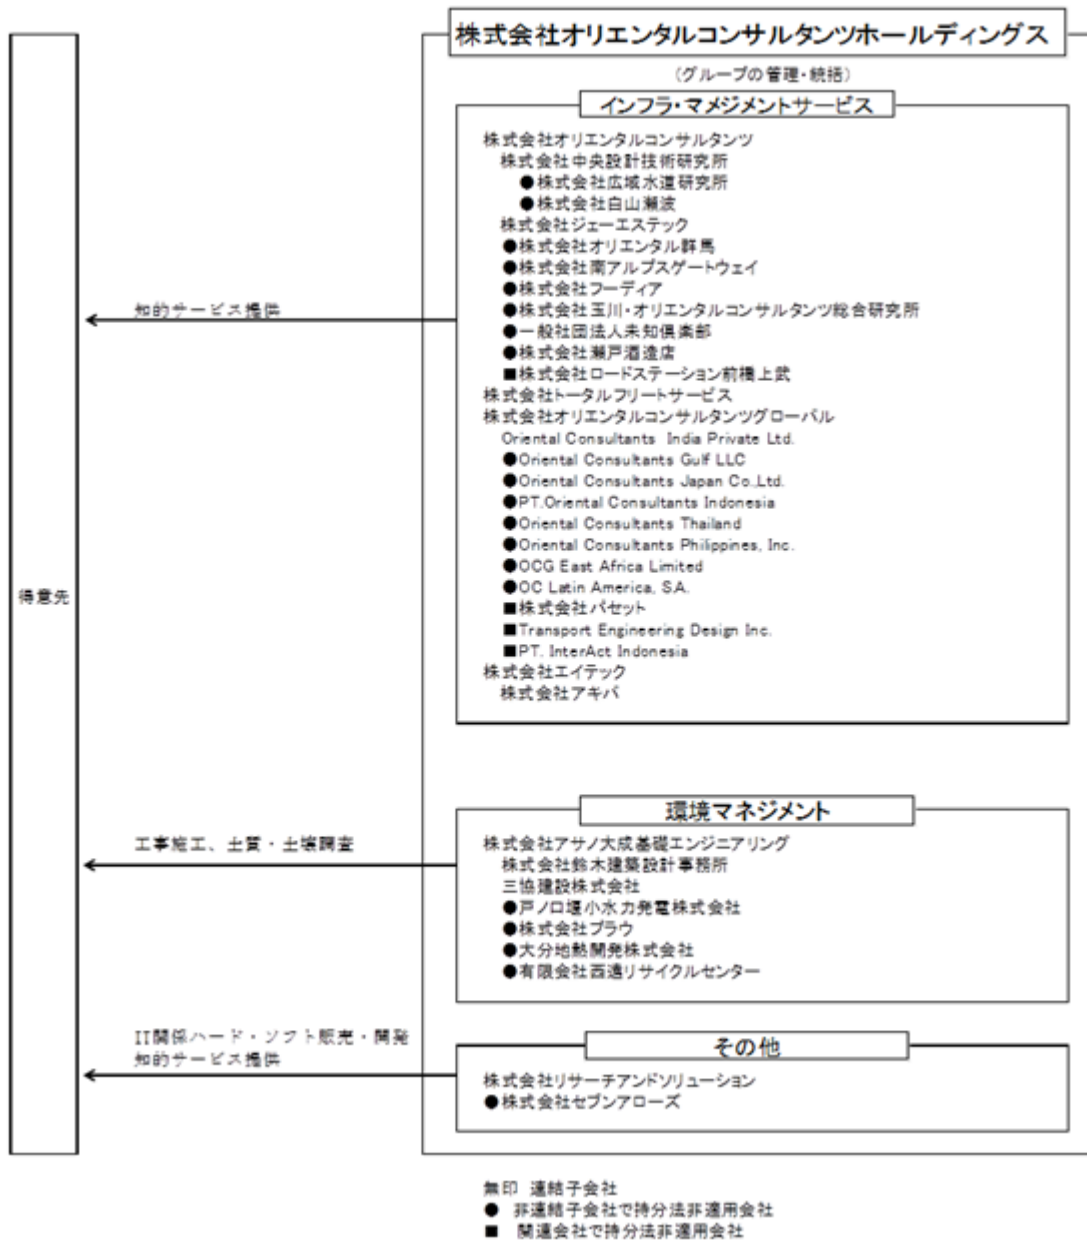 株式会社オリエンタルコンサルタンツホールディングス
(グループの管理・統括)
インフラ・マメジメントサービス
株式会社オリエンタルコンサルタンツ
株式会社中央設計技術研究所
●株式会社広域水道研究所
●株式会社白山瀬波
株式会社ジェーエステック
●株式会社オリエンタル群馬
●株式会社南アルプスゲートウェイ
●株式会社フーディア
知的サービス提供
●株式会社玉川・オリエンタルコンサルタンツ総合研究所
●一般社団法人未知倶楽部
●株式会社瀬戸酒造店
■株式会社ロードステーション前橋上武
株式会社トータルフリートサービス
株式会社オリエンタルコンサルタンツグローバル
Oriental Consultants India Private Ltd.
●Oriental Consultants Gulf LLC
●Oriental Consultants Japan Co.,Ltd.
●PT.Oriental Consultants Indonesia
●Oriental Consultants Thailand
●Oriental Consultants Philippines, Inc.
●OCG East Africa Limited
●OC Latin America, SA.
得意先
■株式会社パセット
■Transport Engineering Design Inc.
■PT. InterAct Indonesia
株式会社エイテック
株式会社アキバ
環境マネジメント
工事施工、土質・土壌調査
株式会社アサノ大成基礎エンジニアリング
株式会社鈴木建築設計事務所
三協建設株式会社
●戸ノ口堰小水力発電株式会社
●株式会社プラウ
●大分地熱開発株式会社
●有限会社西遠リサイクルセンター
IT関係ハード・ソフト販売・開発
知的サービス提供
その他
株式会社リサーチアンドソリューション
●株式会社セブンアローズ
無印 連結子会社
● 非連結子会社で持分法非適用会社
■ 関連会社で持分法非適用会社